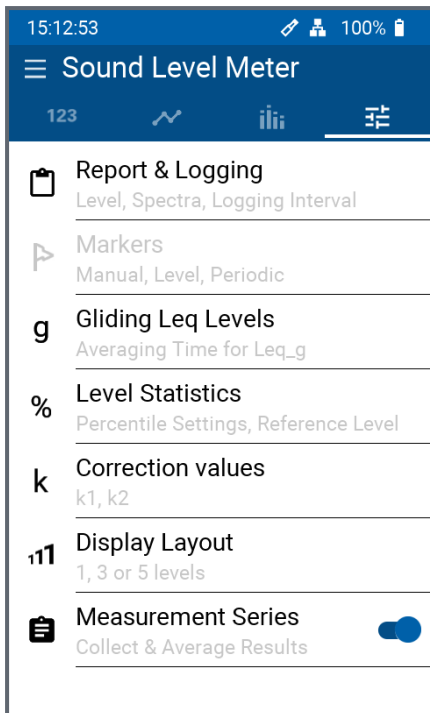 15:12:53 100%
Sound Level Meter
123
Report & Logging
Level, Spectra, Logging Interval
Markers
Manual, Level, Periodic
g Gliding Leq Levels
Averaging Time for Leq_g
% Level Statistics
Percentile Settings, Reference Level
k Correction values
k1, k2
111 Display Layout
1, 3 or 5 levels
Measurement Series
Collect & Average Results